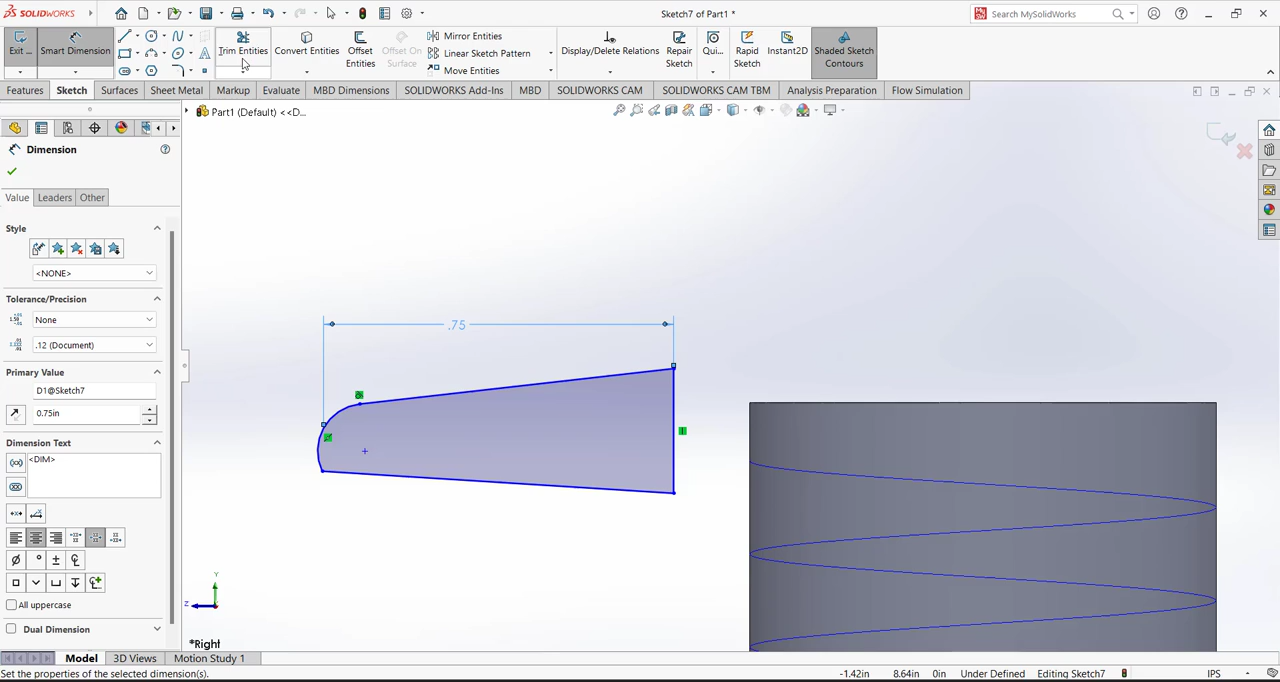 SOLIDWORKS
Sketch7 of Part1 *
Search MySolidWorks
Exit ...
Smart Dimension
Trim Entities
Convert Entities
Offset Entities
Offset On Surface
Mirror Entities
Linear Sketch Pattern
Move Entities
Display/Delete Relations
Repair Sketch
Qui...
Rapid Sketch
Instant2D
Shaded Sketch Contours
Features
Sketch
Surfaces
Sheet Metal
Markup
Evaluate
MBD Dimensions
SOLIDWORKS Add-Ins
MBD
SOLIDWORKS CAM
SOLIDWORKS CAM TBM
Analysis Preparation
Flow Simulation
Part1 (Default) <<D...
Dimension
Value
Leaders
Other
Style
<NONE>
Tolerance/Precision
None
.12 (Document)
Primary Value
D1@Sketch7
0.75in
Dimension Text
<DIM>
All uppercase
Dual Dimension
.75
Y
Z
*Right
Model
3D Views
Motion Study 1
Set the properties of the selected dimension(s).
-1.42in
8.64in
0in
Under Defined
Editing Sketch7
IPS